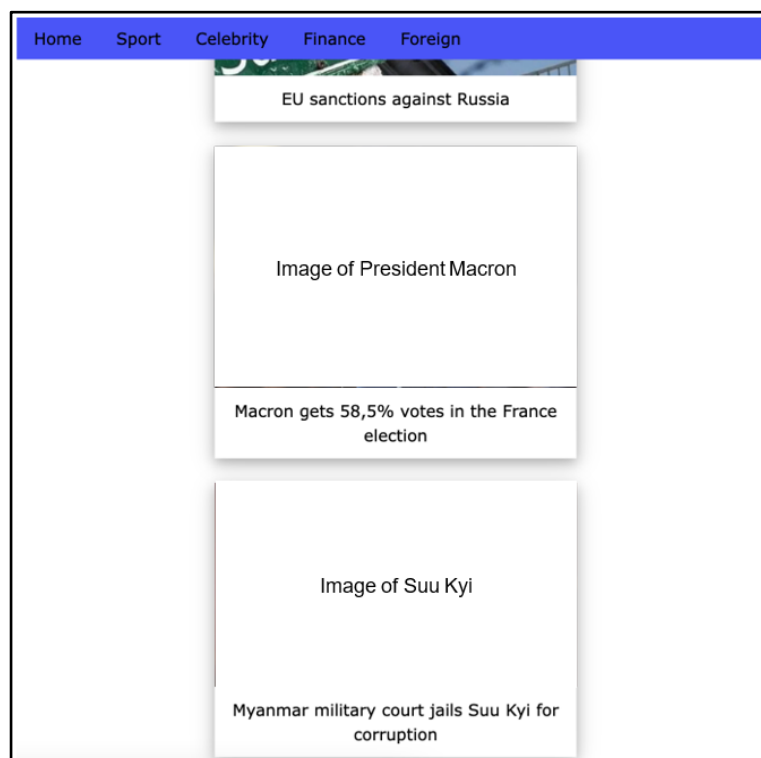 Home Sport Celebrity Finance Foreign
EU sanctions against Russia
Image of President Macron
Macron gets 58,5% votes in the France
election
Image of Suu Kyi
Myanmar military court jails Suu Kyi for
corruption